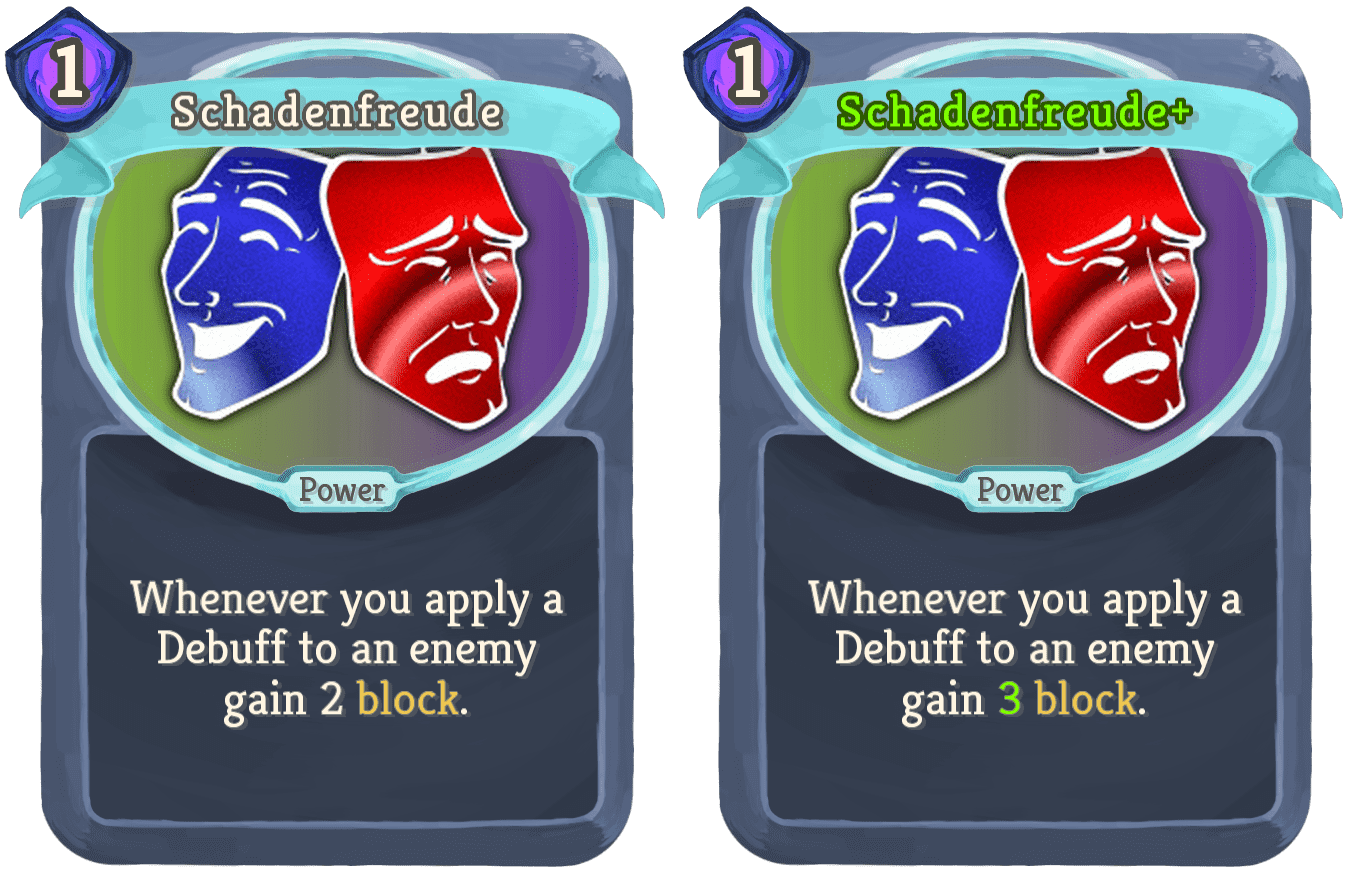 1
Schadenfreude
Power
Whenever you apply a
Debuff to an enemy
gain 2 block.
1
Schadenfreude+
Power
Whenever you apply a
Debuff to an enemy
gain 3 block.